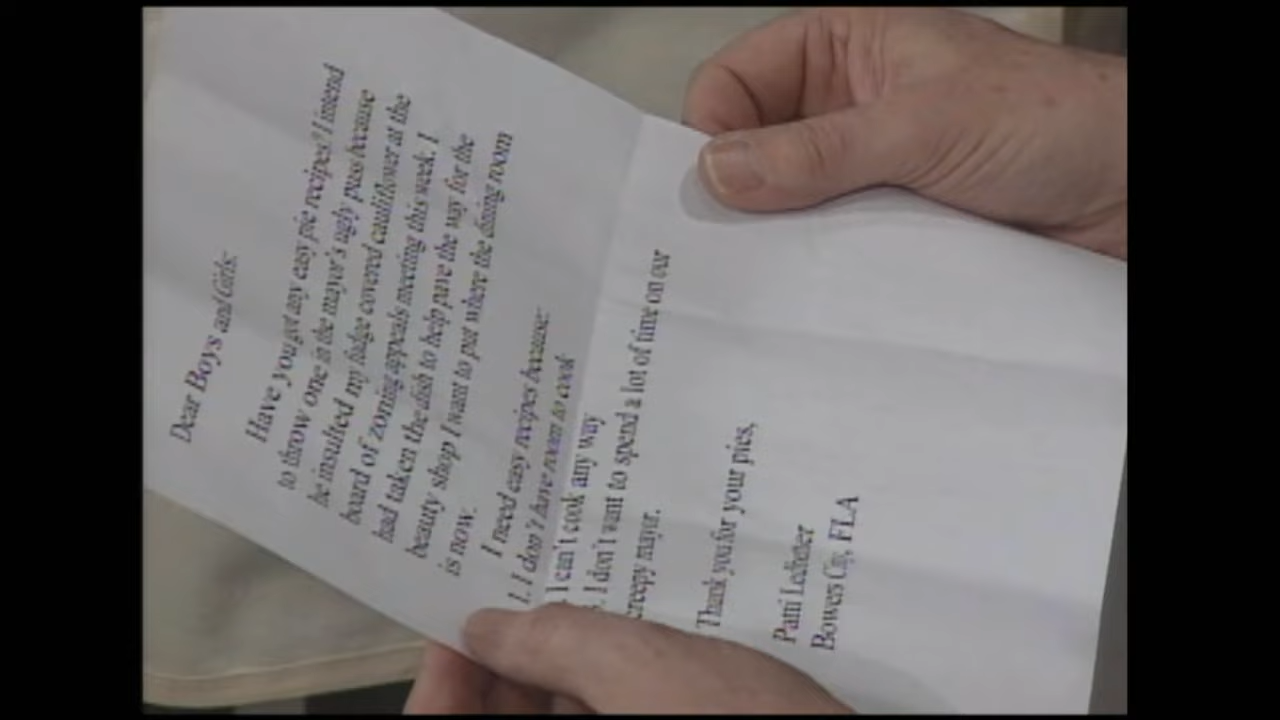 Dear Boys and Girls:
Have you got any easy pie recipes? I intend
to throw one in the mayor's ugly puss because
he insulted my fudge covered cauliflower at the
board of zoning appeals meeting this week. I
had taken the dish to help pave the way for the
beauty shop I want to put where the dining room
is now.
I need easy recipes because:
1. I don't have room to cook
I can't cook any way
. I don't want to spend a lot of time on our
creepy mayor.
Thank you for your pies,
Patti
Bowers City, FLA